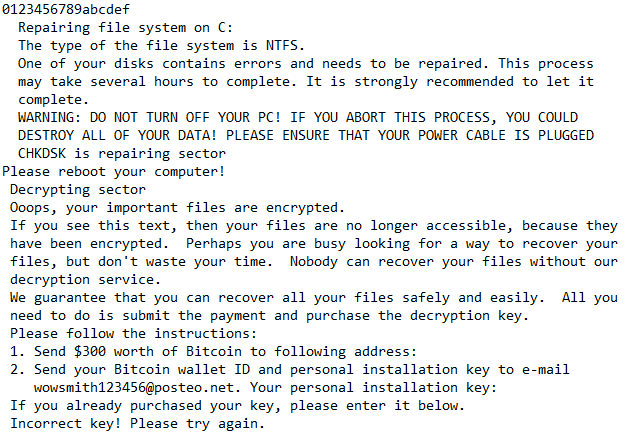 0123456789abcdef
Repairing file system on C:
The type of the file system is NTFS.
One of your disks contains errors and needs to be repaired. This process
may take several hours to complete. It is strongly recommended to let it
complete.
WARNING: DO NOT TURN OFF YOUR PC! IF YOU ABORT THIS PROCESS, YOU COULD
DESTROY ALL OF YOUR DATA! PLEASE ENSURE THAT YOUR POWER CABLE IS PLUGGED
CHKDSK is repairing sector
Please reboot your computer!
Decrypting sector
Ooops, your important files are encrypted.
If you see this text, then your files are no longer accessible, because they
have been encrypted.  Perhaps you are busy looking for a way to recover your
files, but don't waste your time.  Nobody can recover your files without our
decryption service.
We guarantee that you can recover all your files safely and easily.  All you
need to do is submit the payment and purchase the decryption key.
Please follow the instructions:
1. Send $300 worth of Bitcoin to following address:
2. Send your Bitcoin wallet ID and personal installation key to e-mail
wowsmith123456@posteo.net. Your personal installation key:
If you already purchased your key, please enter it below.
Incorrect key! Please try again.